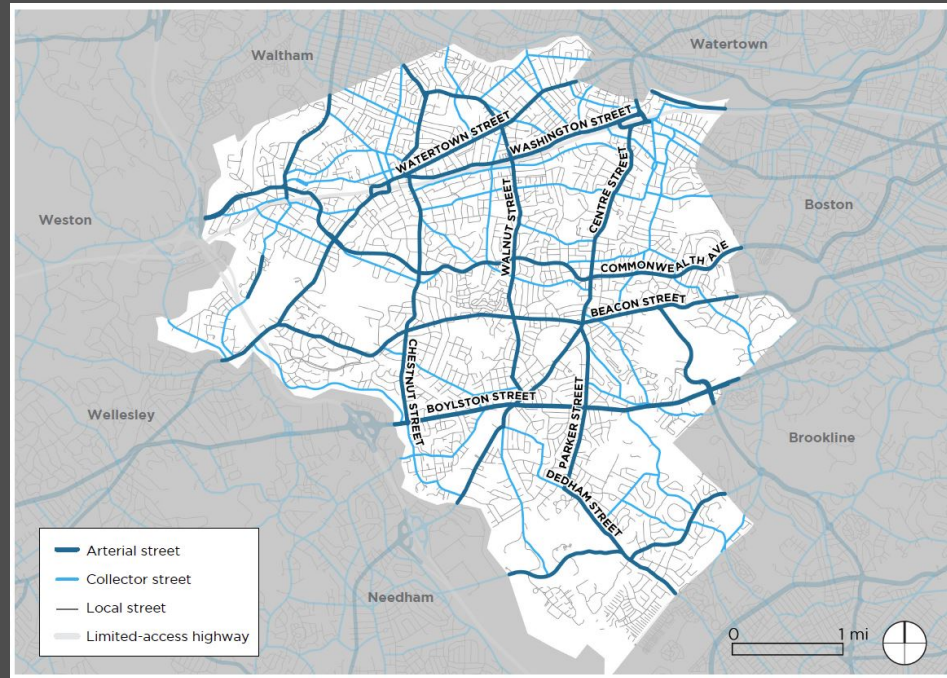 Waltham
Watertown
WATERTOWN STREET
WASHINGTON STREET
CENTRE STREET
WALNUT STREET
Weston
Boston
COMMONWEALTH AVE
BEACON STREET
CHESTNUT STREET
BOYLSTON STREET
PARKER STREET
Wellesley
Brookline
DEDHAM STREET
Needham
Arterial street
Collector street
Local street
Limited-access highway
0 1 mi